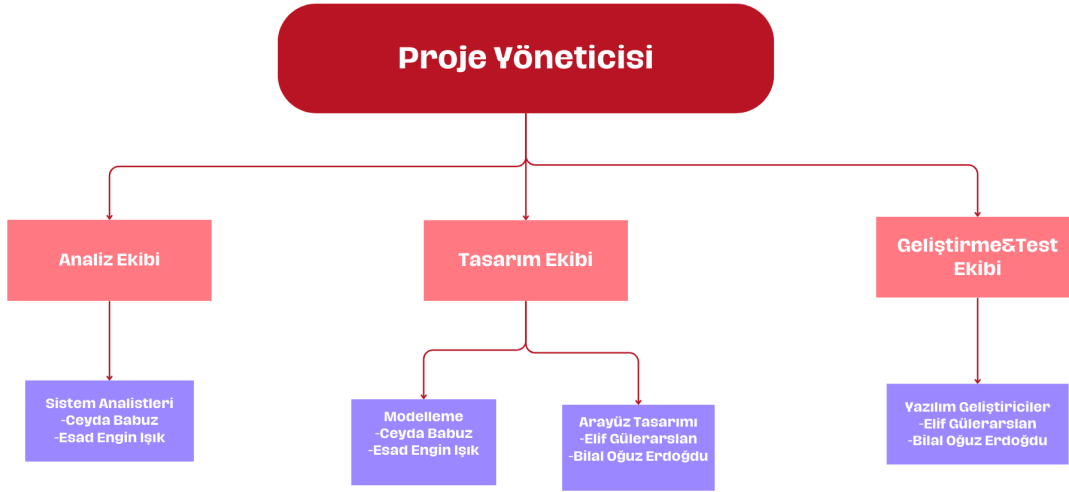 Proje Yöneticisi
Analiz Ekibi
Tasarım Ekibi
Geliştirme&Test
Ekibi
Sistem Analistleri
-Ceyda Babuz
-Esad Engin Işık
Modelleme
-Ceyda Babuz
-Esad Engin Işık
Arayüz Tasarımı
-Elif Gülerarslan
-Bilal Oğuz Erdoğdu
Yazılım Geliştiriciler
-Elif Gülerarslan
-Bilal Oğuz Erdoğdu